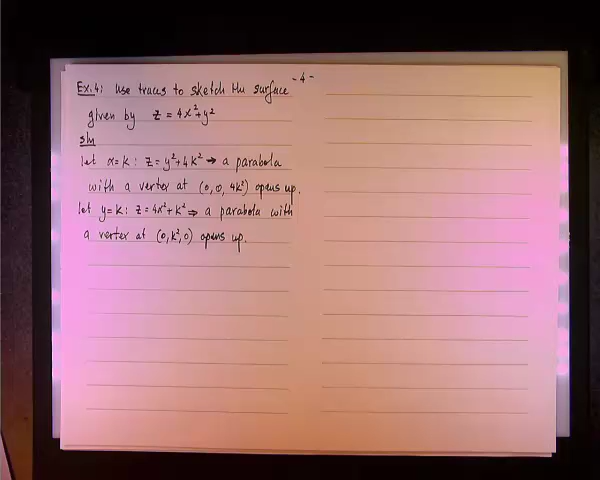 -4-
Ex.4: Use traces to sketch the surface
given by z = 4x²+y²
sln
let x=k : z = y²+4k² → a parabola
with a vertex at (0, 0, 4k²) opens up.
let y=k : z = 4x²+k² ⇒ a parabola with
a vertex at (0, k², 0) opens up.